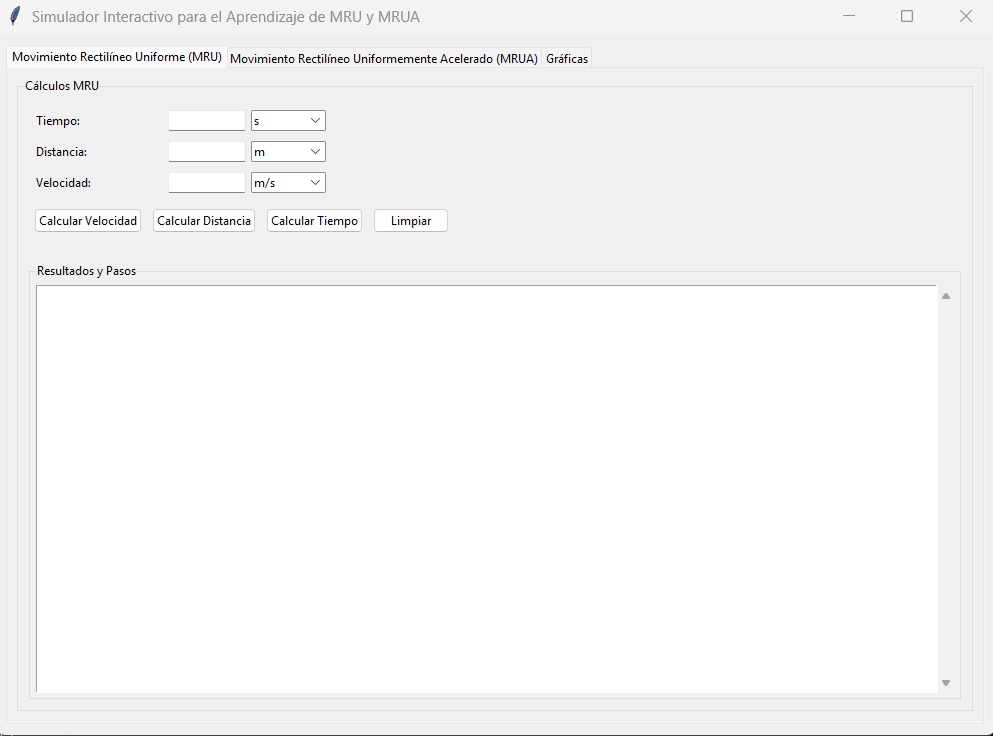 Simulador Interactivo para el Aprendizaje de MRU y MRUA
Movimiento Rectilíneo Uniforme (MRU) Movimiento Rectilíneo Uniformemente Acelerado (MRUA) Gráficas
Cálculos MRU
Tiempo: s
Distancia: m
Velocidad: m/s
Calcular Velocidad Calcular Distancia Calcular Tiempo Limpiar
Resultados y Pasos